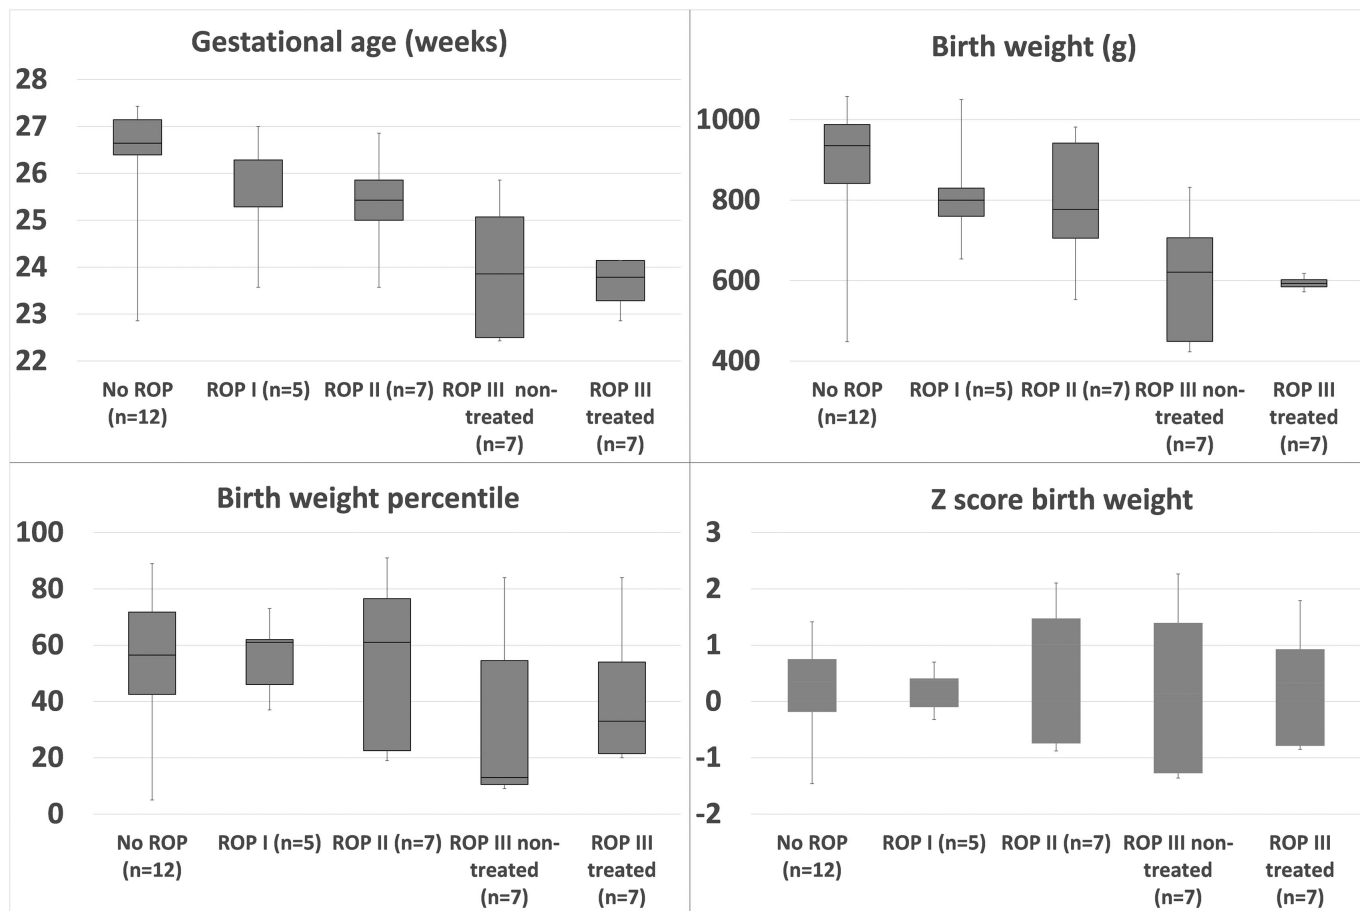 Gestational age (weeks)
28
27
26
25
24
23
22
No ROP
(n=12)
ROP I (n=5)
ROP II (n=7)
ROP III non-
treated
(n=7)
ROP III
treated
(n=7)
Birth weight (g)
1000
800
600
400
No ROP
(n=12)
ROP I (n=5)
ROP II (n=7)
ROP III non-
treated
(n=7)
ROP III
treated
(n=7)
Birth weight percentile
100
80
60
40
20
0
No ROP
(n=12)
ROP I (n=5)
ROP II (n=7)
ROP III non-
treated
(n=7)
ROP III
treated
(n=7)
Z score birth weight
3
2
1
0
-1
-2
No ROP
(n=12)
ROP I (n=5)
ROP II (n=7)
ROP III non-
treated
(n=7)
ROP III
treated
(n=7)